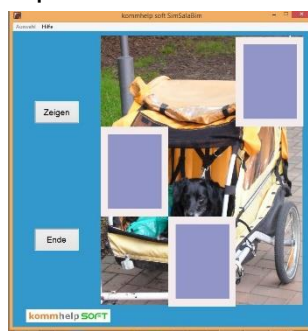 kommhelp.soft SimSalaBim
Auswahl Hilfe
Zeigen
Ende
kommhelp SOFT